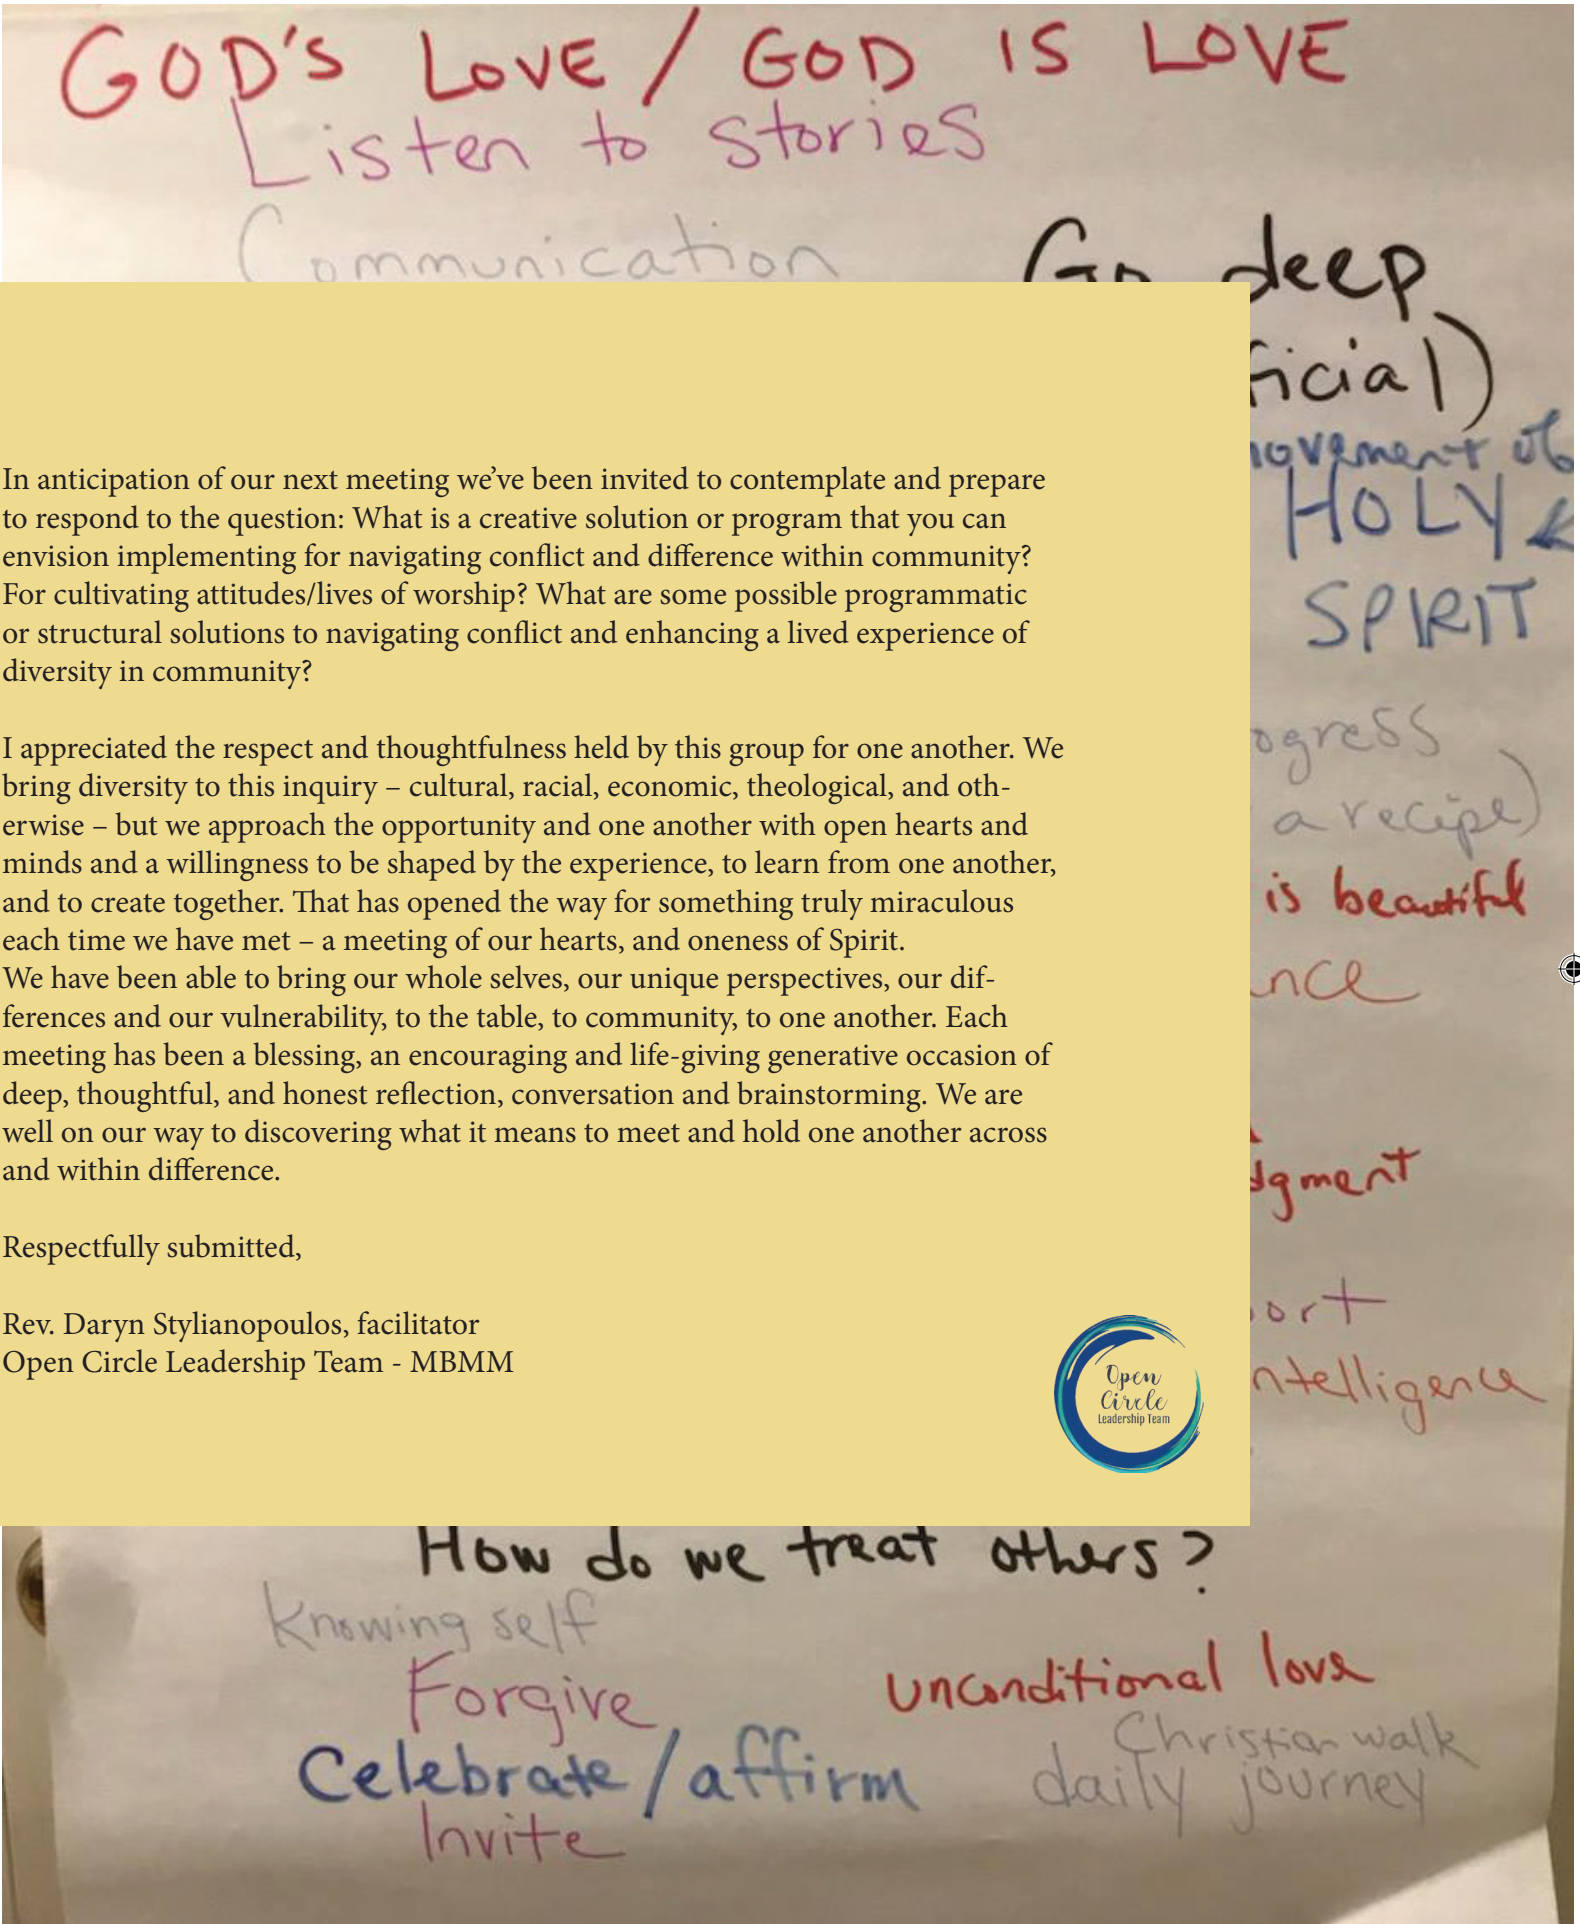 GOD'S LOVE / GOD IS LOVE
Listen to stories
Communication
Go deep
ficial)
movement of
HOLY
SPIRIT
ogress
a recipe)
is beautiful
nce
dgment
ort
ntelligence
In anticipation of our next meeting we've been invited to contemplate and prepare
to respond to the question: What is a creative solution or program that you can
envision implementing for navigating conflict and difference within community?
For cultivating attitudes/lives of worship? What are some possible programmatic
or structural solutions to navigating conflict and enhancing a lived experience of
diversity in community?
I appreciated the respect and thoughtfulness held by this group for one another. We
bring diversity to this inquiry – cultural, racial, economic, theological, and oth-
erwise – but we approach the opportunity and one another with open hearts and
minds and a willingness to be shaped by the experience, to learn from one another,
and to create together. That has opened the way for something truly miraculous
each time we have met – a meeting of our hearts, and oneness of Spirit.
We have been able to bring our whole selves, our unique perspectives, our dif-
ferences and our vulnerability, to the table, to community, to one another. Each
meeting has been a blessing, an encouraging and life-giving generative occasion of
deep, thoughtful, and honest reflection, conversation and brainstorming. We are
well on our way to discovering what it means to meet and hold one another across
and within difference.
Respectfully submitted,
Rev. Daryn Stylianopoulos, facilitator
Open Circle Leadership Team - MBMM
Open
Circle
Leadership Team
How do we treat others?
Knowing self
Forgive
unconditional love
Celebrate/affirm
Christian walk
daily journey
Invite